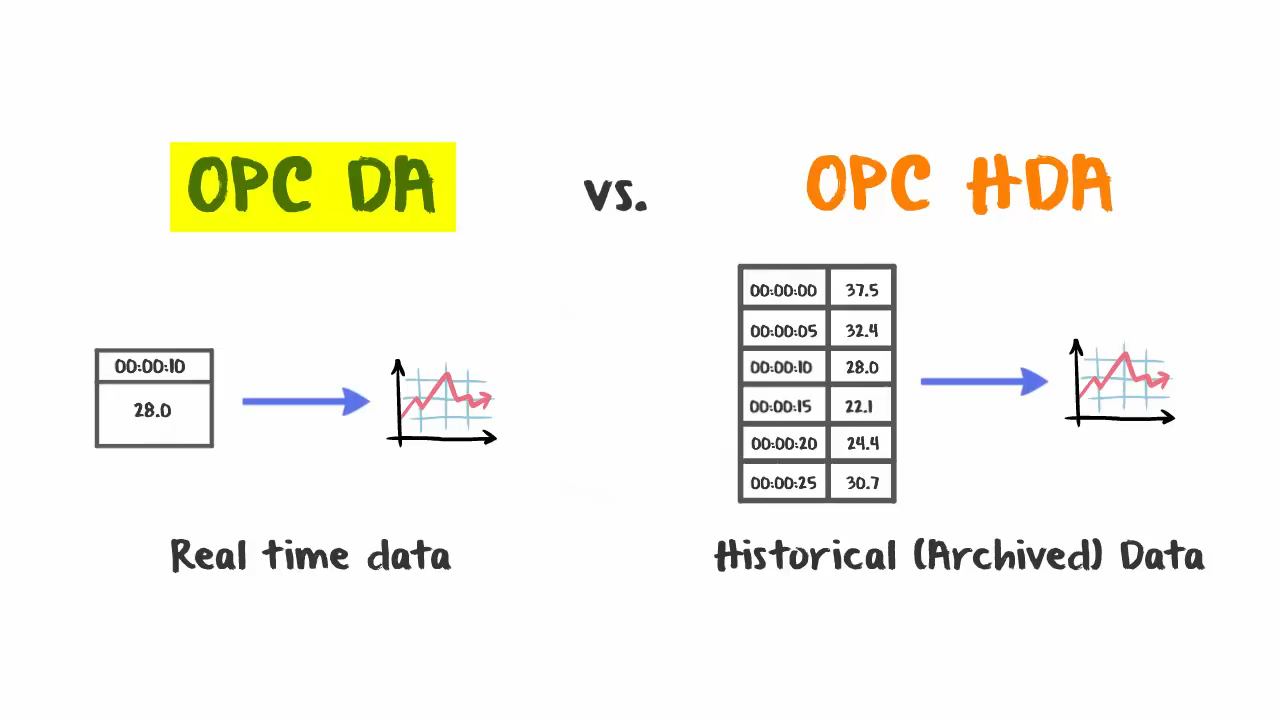 OPC DA vs. OPC HDA
00:00:10
28.0
00:00:00 37.5
00:00:05 32.4
00:00:10 28.0
00:00:15 22.1
00:00:20 24.4
00:00:25 30.7
Real time data
Historical (Archived) Data